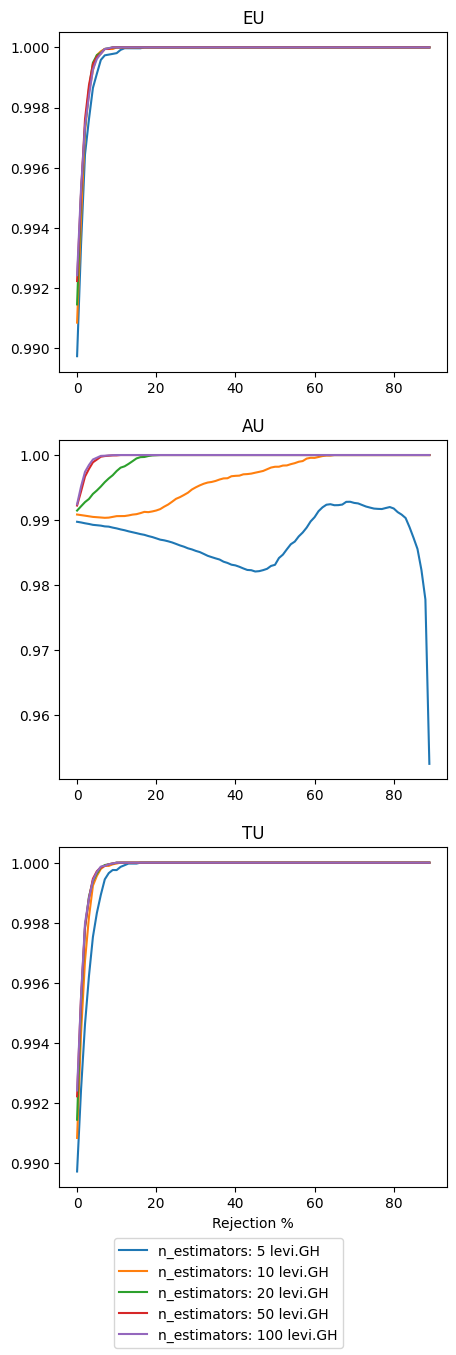 EU
1.000
0.998
0.996
0.994
0.992
0.990
0 20 40 60 80
AU
1.00
0.99
0.98
0.97
0.96
0 20 40 60 80
TU
1.000
0.998
0.996
0.994
0.992
0.990
0 20 40 60 80
Rejection %
n_estimators: 5 levi.GH
n_estimators: 10 levi.GH
n_estimators: 20 levi.GH
n_estimators: 50 levi.GH
n_estimators: 100 levi.GH